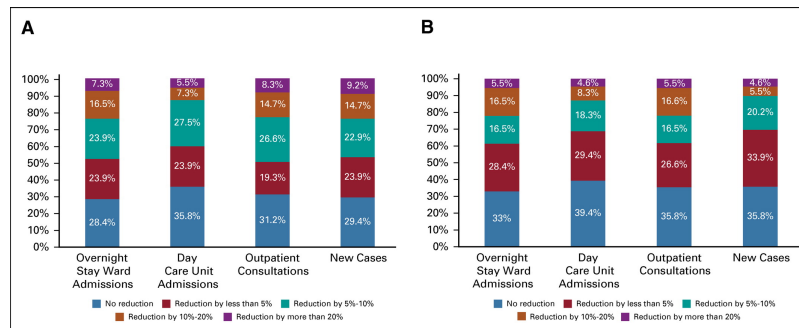 A
100%
90%
80%
70%
60%
50%
40%
30%
20%
10%
0%
7.3%
16.5%
23.9%
23.9%
28.4%
5.5%
7.3%
27.5%
23.9%
35.8%
8.3%
14.7%
26.6%
19.3%
31.2%
9.2%
14.7%
22.9%
23.9%
29.4%
Overnight
Stay Ward
Admissions
Day
Care Unit
Admissions
Outpatient
Consultations
New Cases
No reduction
Reduction by less than 5%
Reduction by 5%-10%
Reduction by 10%-20%
Reduction by more than 20%
B
100%
90%
80%
70%
60%
50%
40%
30%
20%
10%
0%
5.5%
16.5%
16.5%
28.4%
33%
4.6%
8.3%
18.3%
29.4%
39.4%
5.5%
16.6%
16.5%
26.6%
35.8%
4.6%
5.5%
20.2%
33.9%
35.8%
Overnight
Stay Ward
Admissions
Day
Care Unit
Admissions
Outpatient
Consultations
New Cases
No reduction
Reduction by less than 5%
Reduction by 5%-10%
Reduction by 10%-20%
Reduction by more than 20%